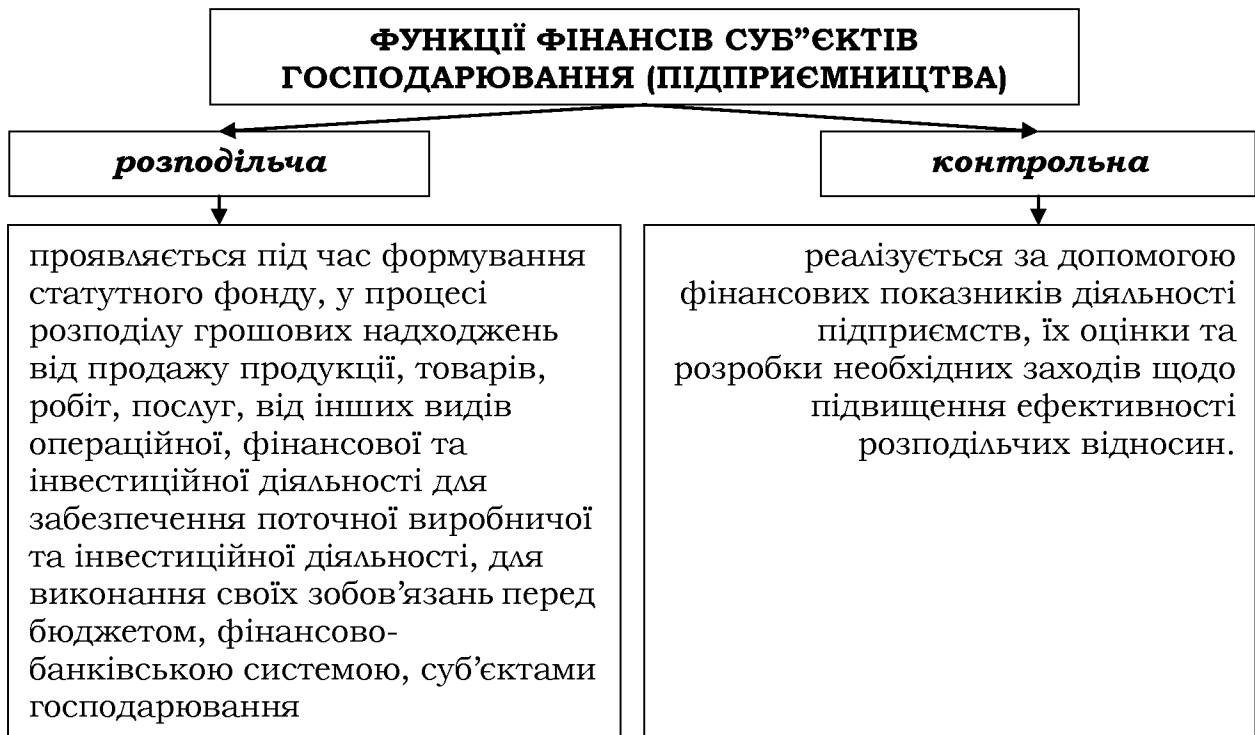 ФУНКЦІЇ ФІНАНСІВ СУБ”ЄКТІВ
ГОСПОДАРЮВАННЯ (ПІДПРИЄМНИЦТВА)
розподільча
контрольна
проявляється під час формування
статутного фонду, у процесі
розподілу грошових надходжень
від продажу продукції, товарів,
робіт, послуг, від інших видів
операційної, фінансової та
інвестиційної діяльності для
забезпечення поточної виробничої
та інвестиційної діяльності, для
виконання своїх зобов’язань перед
бюджетом, фінансово-
банківською системою, суб’єктами
господарювання
реалізується за допомогою
фінансових показників діяльності
підприємств, їх оцінки та
розробки необхідних заходів щодо
підвищення ефективності
розподільчих відносин.